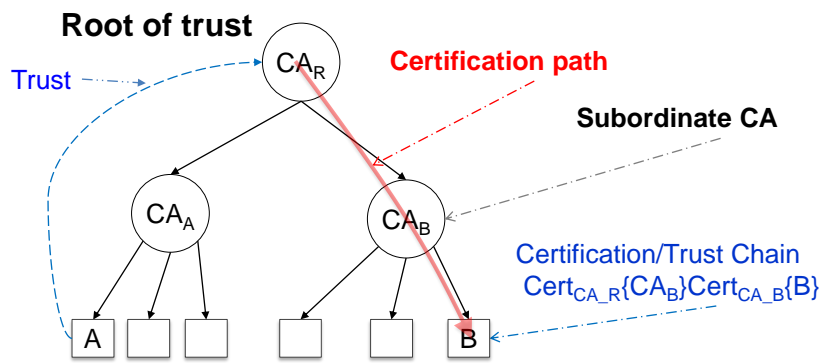 Root of trust
CA_R
Certification path
Trust
Subordinate CA
CA_A
CA_B
Certification/Trust Chain
Cert_CA_R{CA_B}Cert_CA_B{B}
A
B